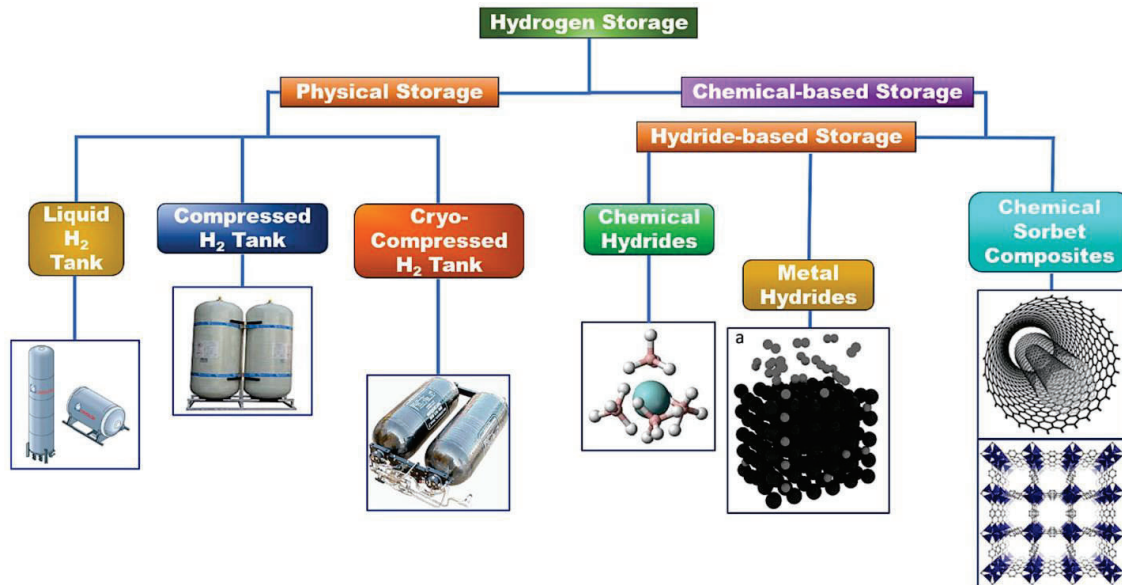 Hydrogen Storage
Physical Storage
Chemical-based Storage
Hydride-based Storage
Liquid
H₂
Tank
Compressed
H₂ Tank
Cryo-
Compressed
H₂ Tank
Chemical
Hydrides
Metal
Hydrides
Chemical
Sorbet
Composites
a